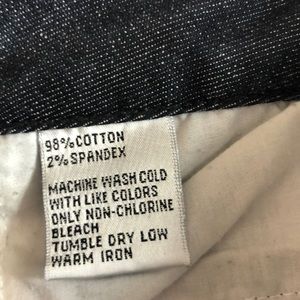 98% COTTON
2% SPANDEX
MACHINE WASH COLD
WITH LIKE COLORS
ONLY NON-CHLORINE
BLEACH
TUMBLE DRY LOW
WARM IRON